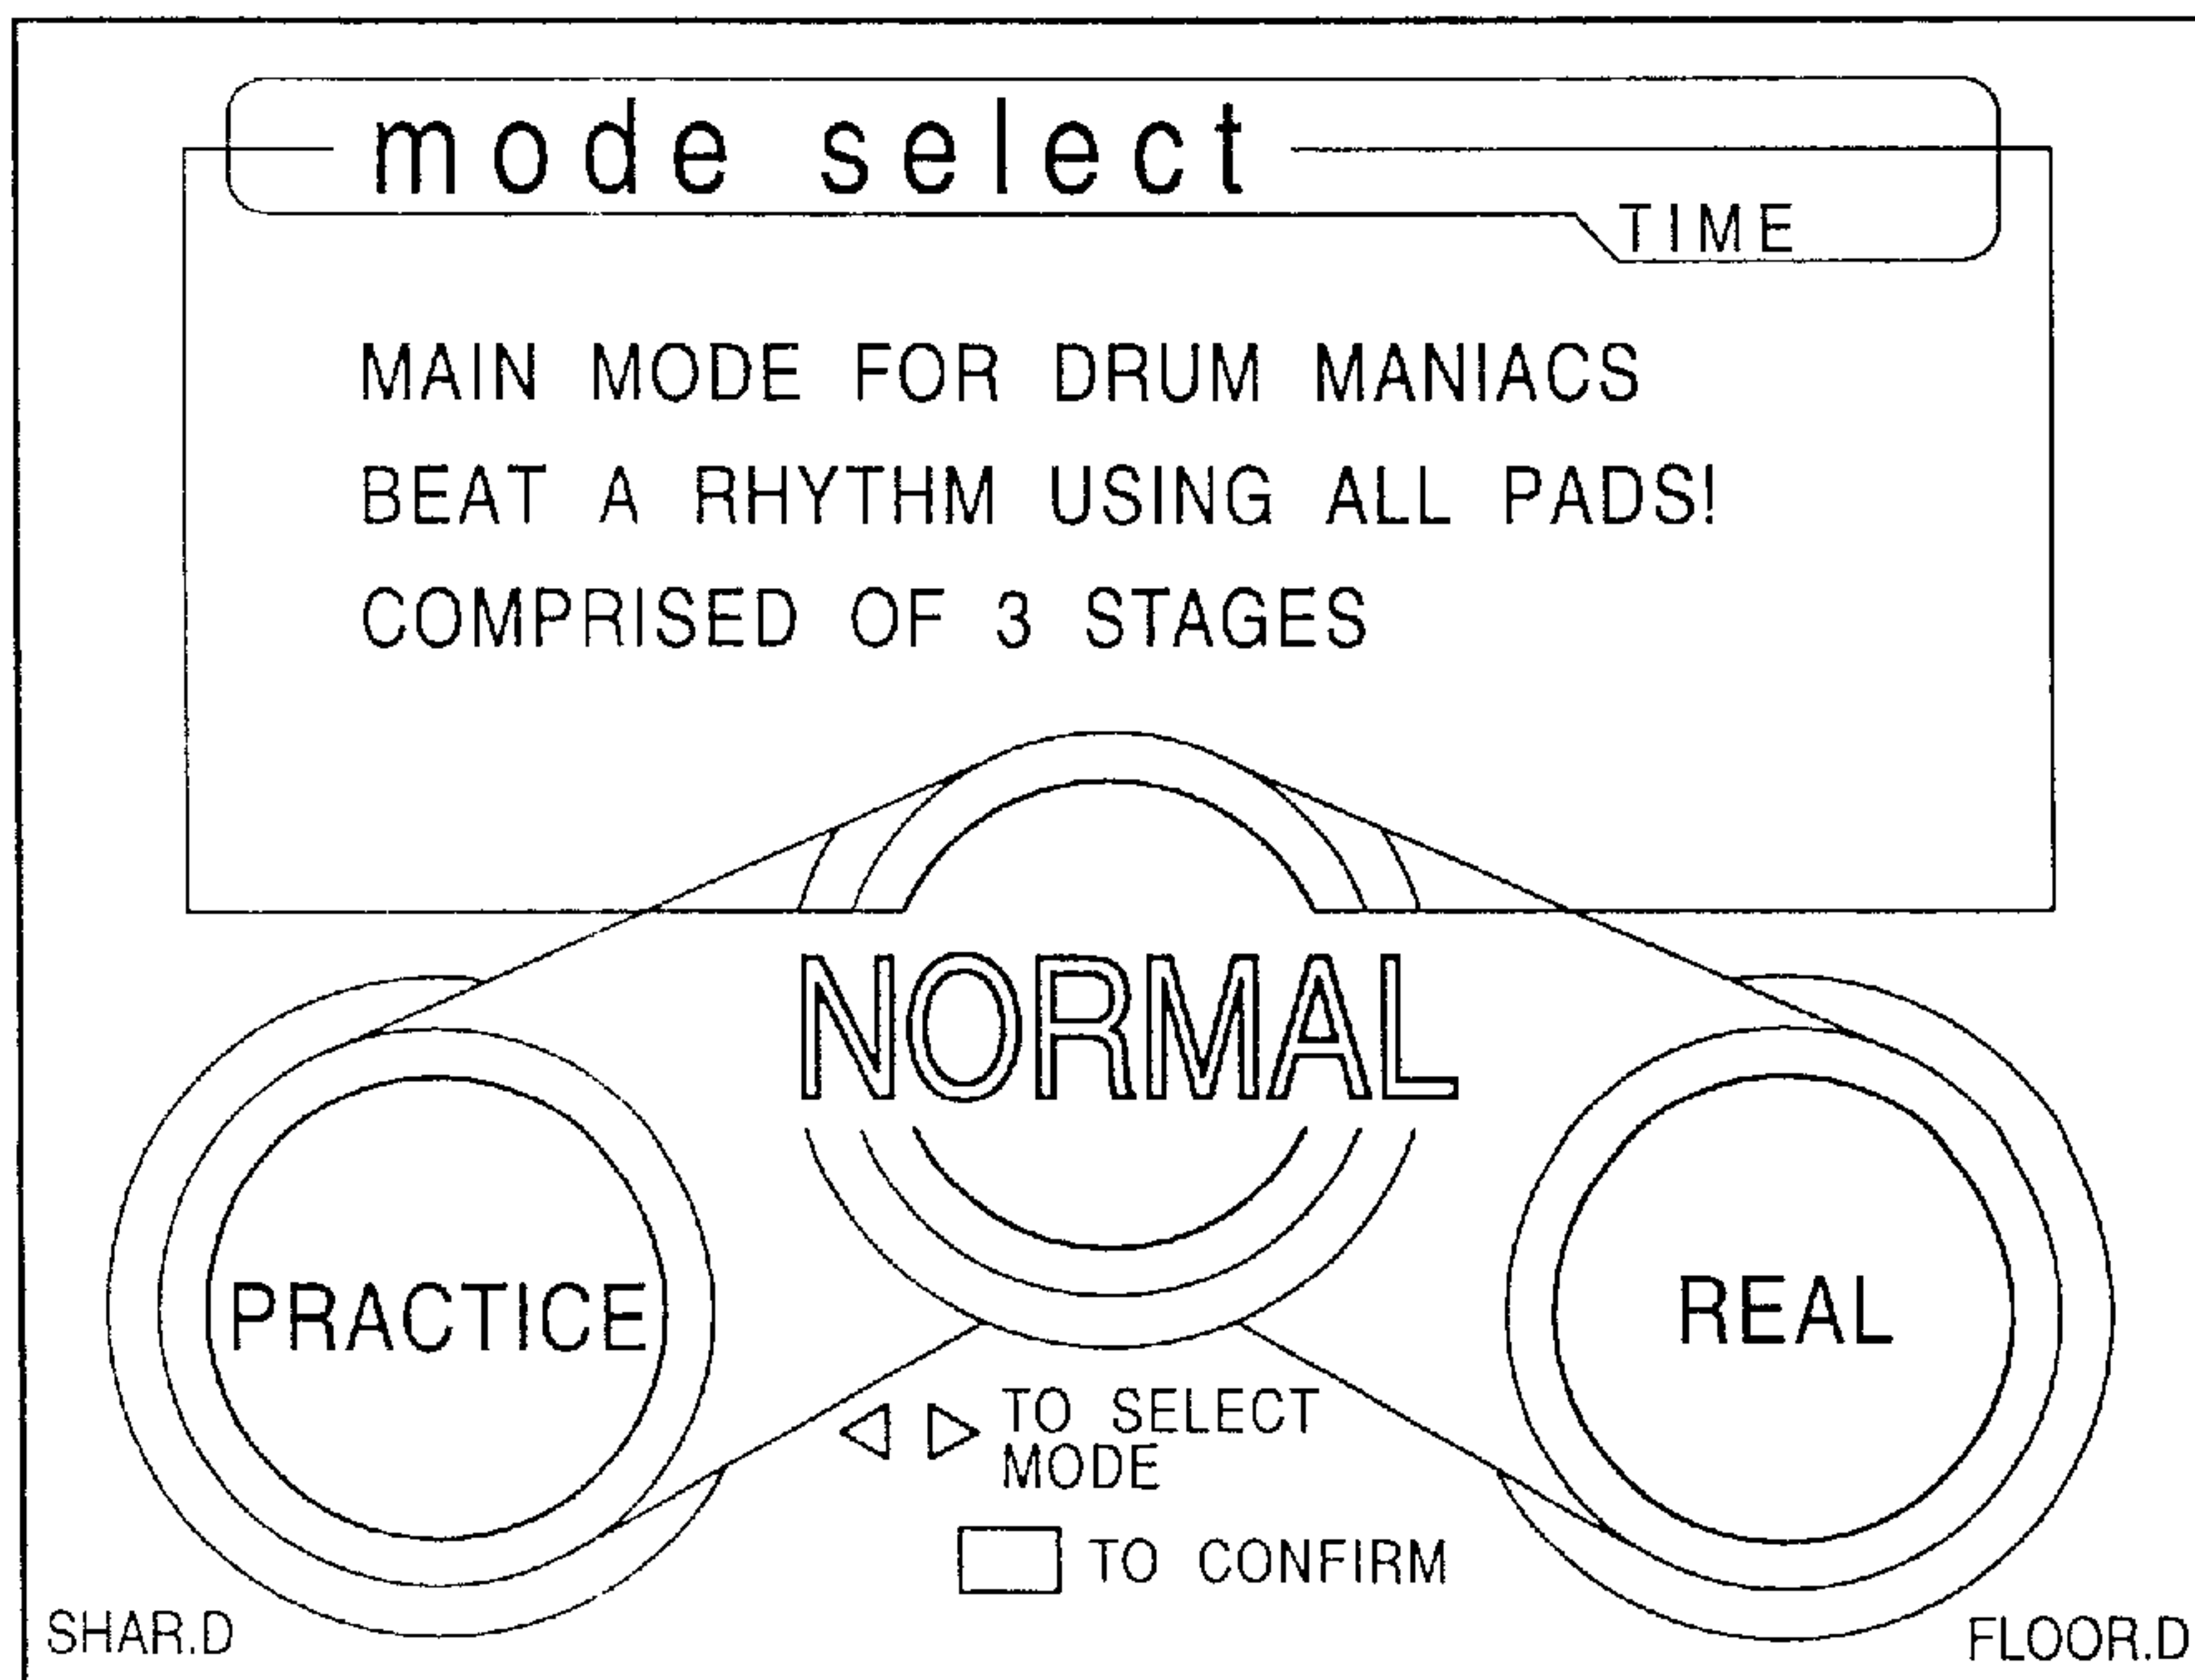 mode select
TIME
MAIN MODE FOR DRUM MANIACS
BEAT A RHYTHM USING ALL PADS!
COMPRISED OF 3 STAGES
NORMAL
PRACTICE
REAL
TO SELECT
MODE
TO CONFIRM
SHAR.D
FLOOR.D